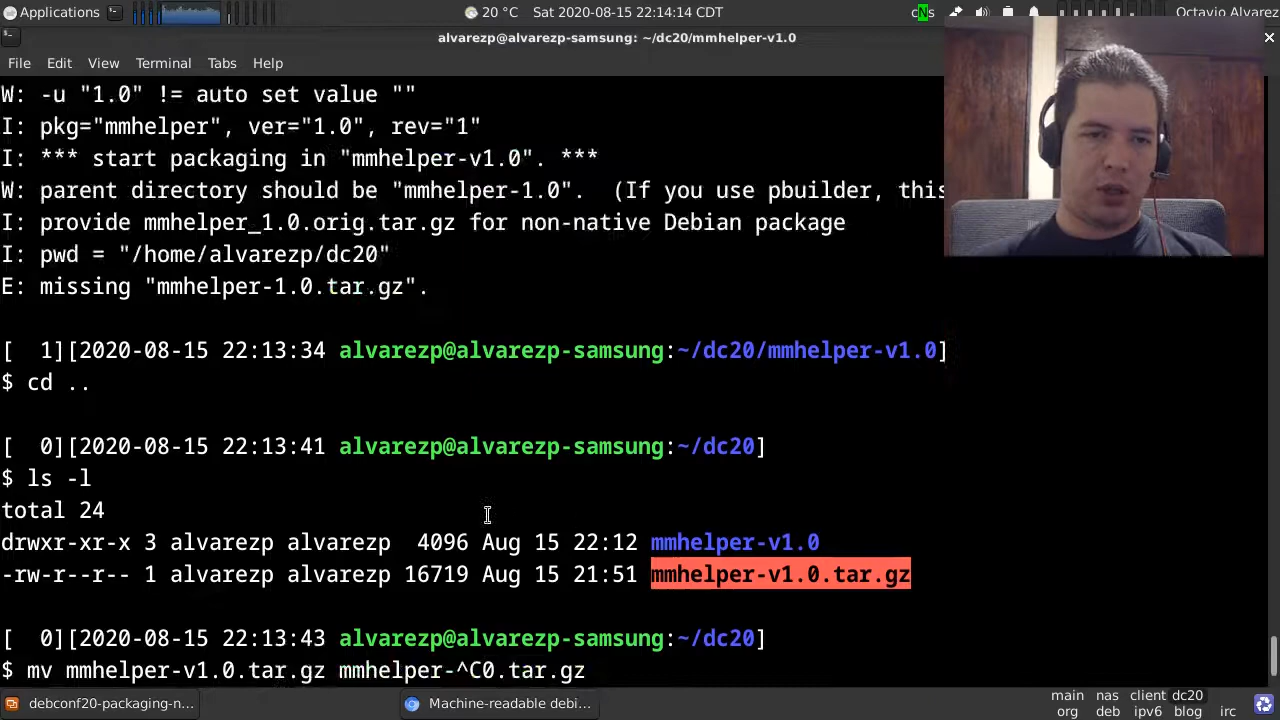 Applications 20 °C Sat 2020-08-15 22:14:14 CDT cNs Octavio Alvarez
alvarezp@alvarezp-samsung: ~/dc20/mmhelper-v1.0
File Edit View Terminal Tabs Help
W: -u "1.0" != auto set value ""
I: pkg="mmhelper", ver="1.0", rev="1"
I: *** start packaging in "mmhelper-v1.0". ***
W: parent directory should be "mmhelper-1.0".  (If you use pbuilder, this
I: provide mmhelper_1.0.orig.tar.gz for non-native Debian package
I: pwd = "/home/alvarezp/dc20"
E: missing "mmhelper-1.0.tar.gz".
[  1][2020-08-15 22:13:34 alvarezp@alvarezp-samsung:~/dc20/mmhelper-v1.0]
$ cd ..
[  0][2020-08-15 22:13:41 alvarezp@alvarezp-samsung:~/dc20]
$ ls -l
total 24
drwxr-xr-x 3 alvarezp alvarezp  4096 Aug 15 22:12 mmhelper-v1.0
-rw-r--r-- 1 alvarezp alvarezp 16719 Aug 15 21:51 mmhelper-v1.0.tar.gz
[  0][2020-08-15 22:13:43 alvarezp@alvarezp-samsung:~/dc20]
$ mv mmhelper-v1.0.tar.gz mmhelper-^C0.tar.gz
debconf20-packaging-n... Machine-readable debi... main nas client dc20
org deb ipv6 blog irc